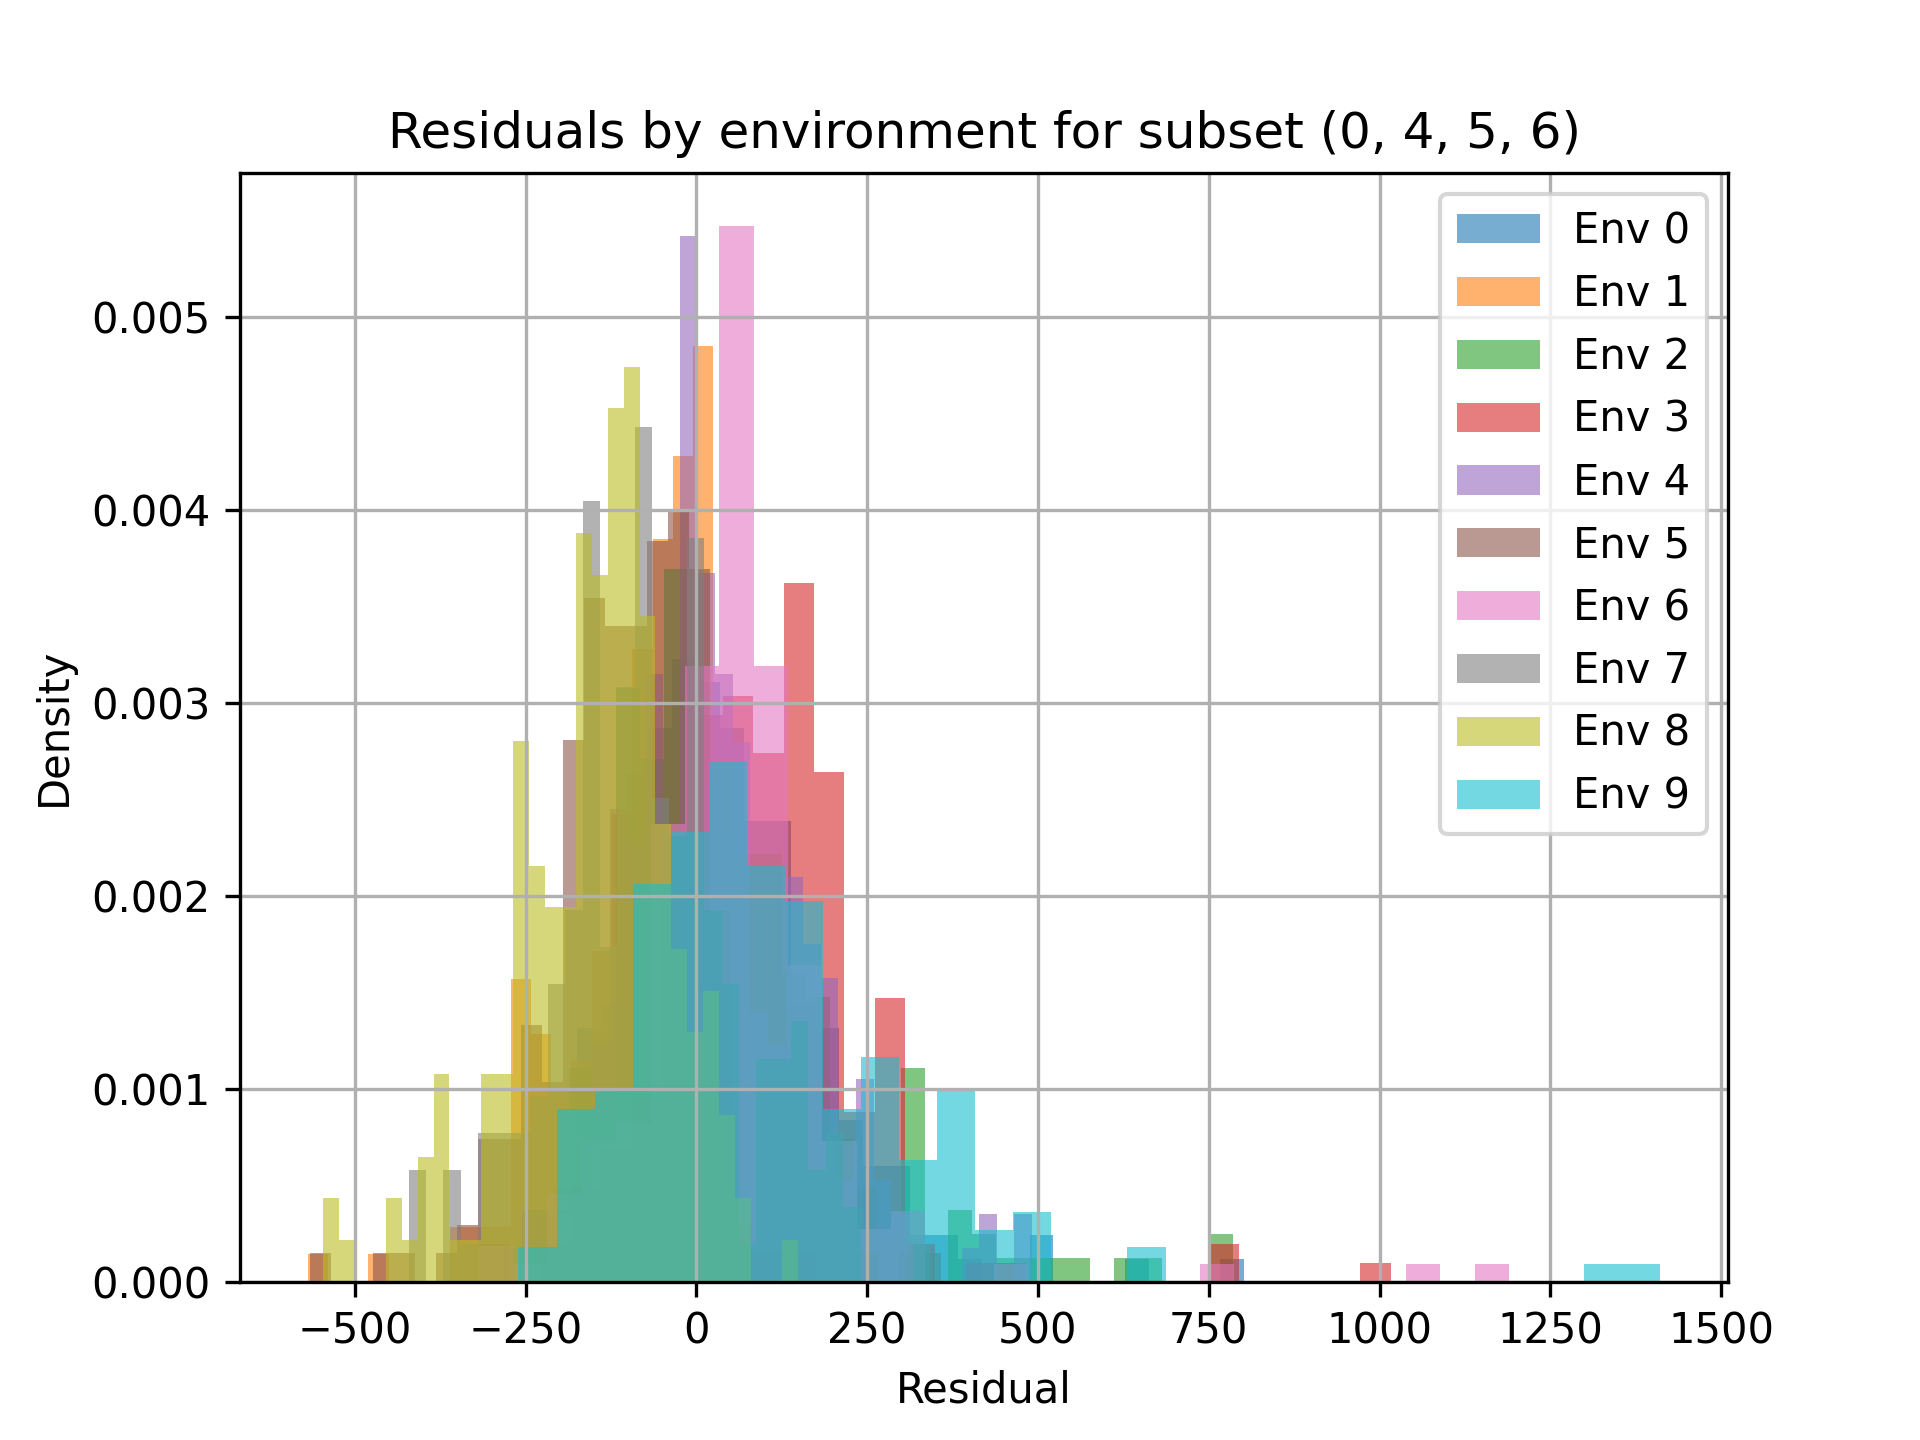 Residuals by environment for subset (0, 4, 5, 6)
Env 0
Env 1
Env 2
Env 3
Env 4
Env 5
Env 6
Env 7
Env 8
Env 9
Density
0.005
0.004
0.003
0.002
0.001
0.000
−500 −250 0 250 500 750 1000 1250 1500
Residual